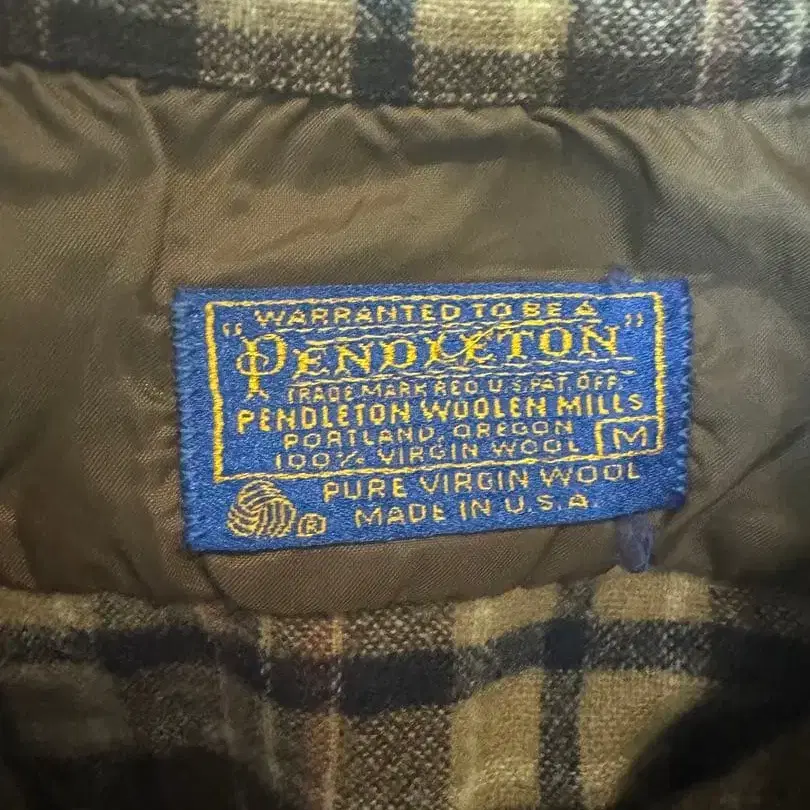 "WARRANTED TO BE A
PENDLETON"
TRADE MARK REG. U.S. PAT. OFF.
PENDLETON WOOLEN MILLS
PORTLAND, OREGON
100% VIRGIN WOOL M
PURE VIRGIN WOOL
® MADE IN U.S.A.